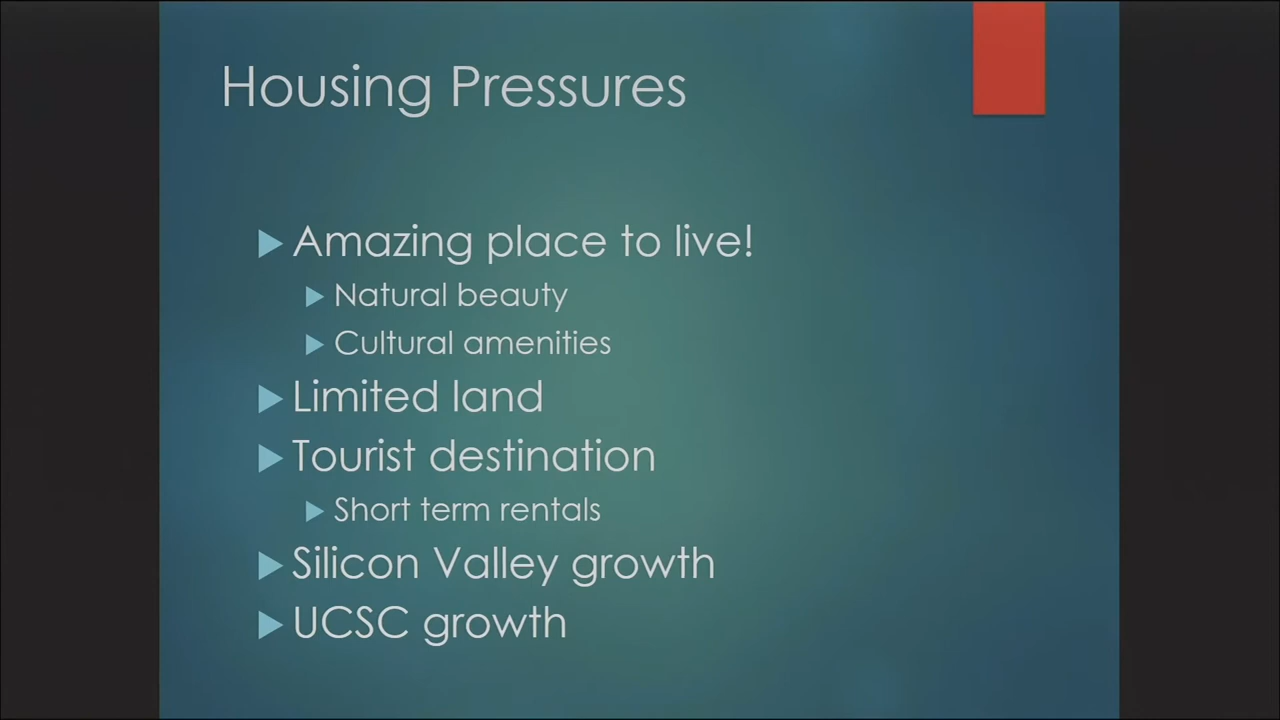 Housing Pressures
Amazing place to live!
Natural beauty
Cultural amenities
Limited land
Tourist destination
Short term rentals
Silicon Valley growth
UCSC growth